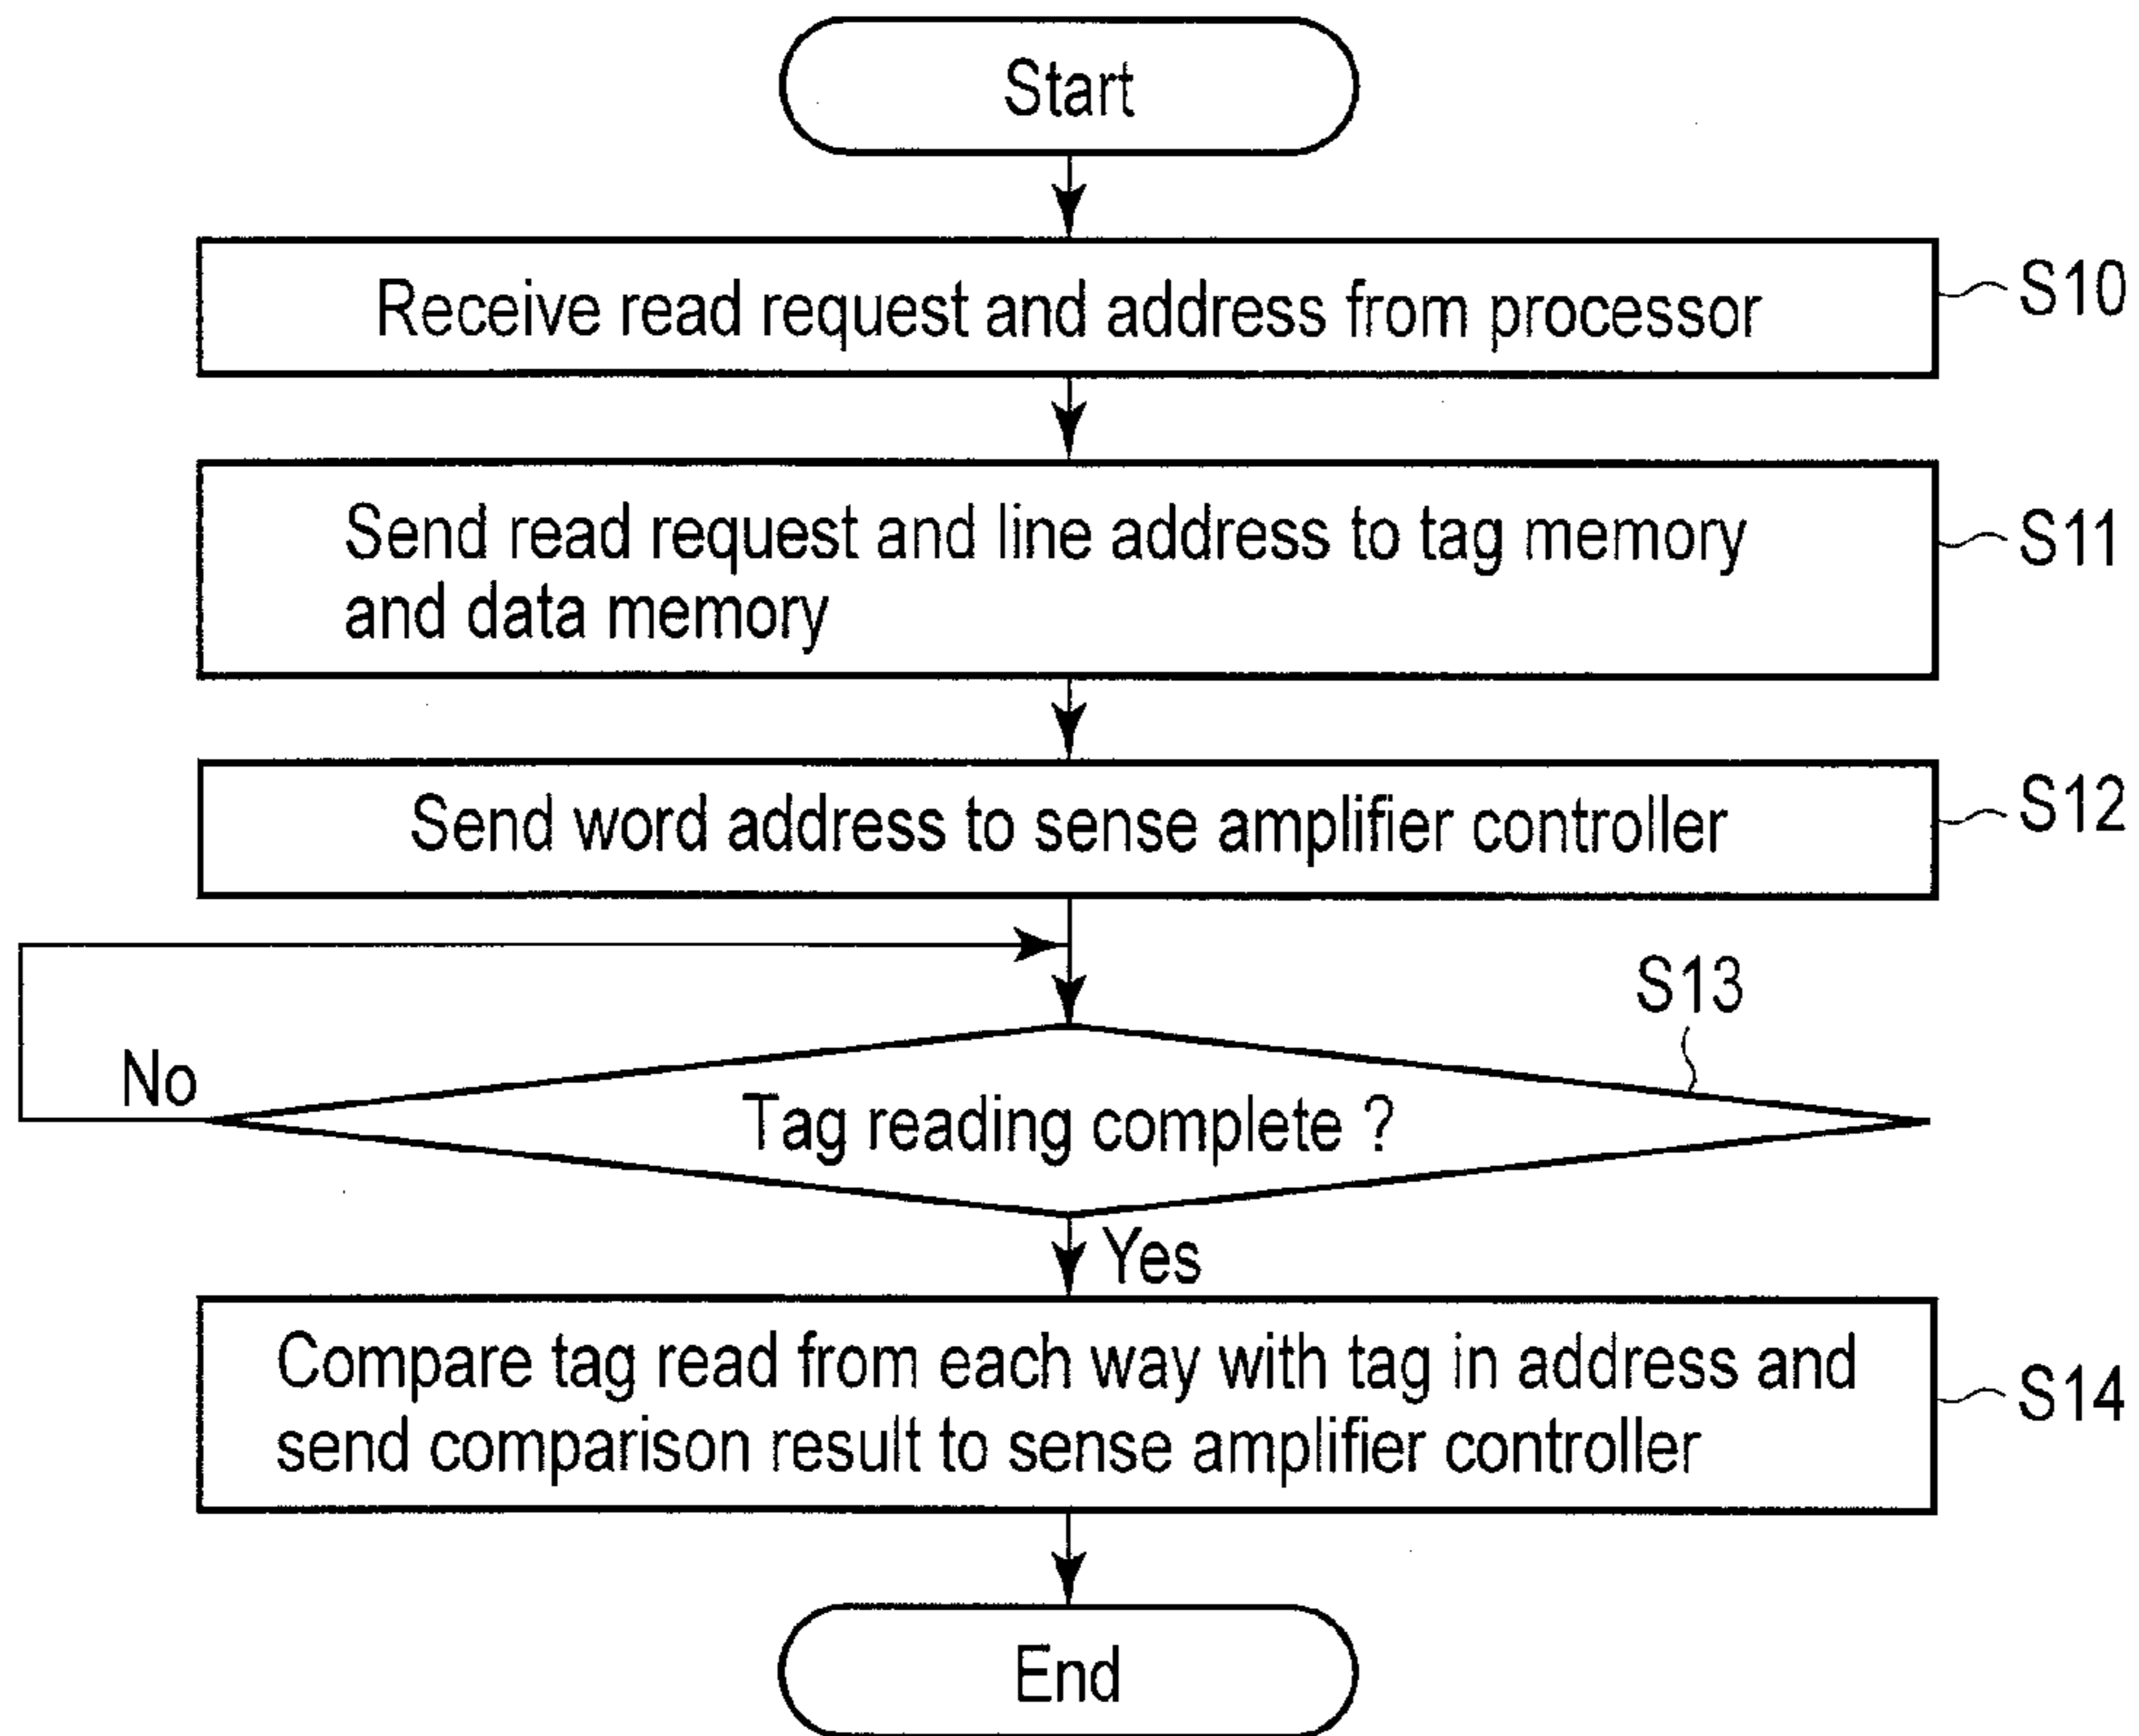 Start
Receive read request and address from processor
S10
Send read request and line address to tag memory
and data memory
S11
Send word address to sense amplifier controller
S12
S13
No
Tag reading complete ?
Yes
Compare tag read from each way with tag in address and
send comparison result to sense amplifier controller
S14
End